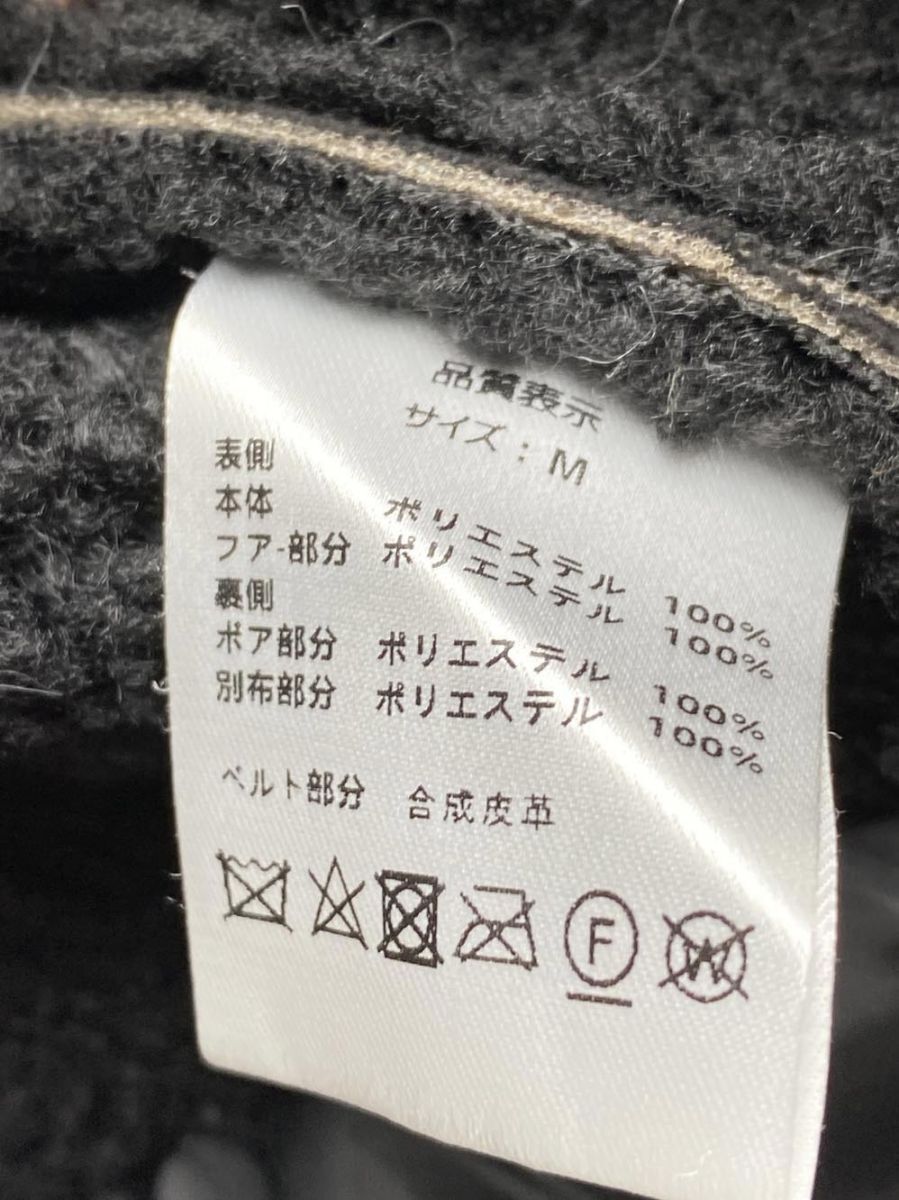 品質表示
サイズ：M
表側
本体 ポリエステル 100%
ファ-部分 ポリエステル 100%
裏側
ボア部分 ポリエステル 100%
別布部分 ポリエステル 100%
ベルト部分 合成皮革
F W